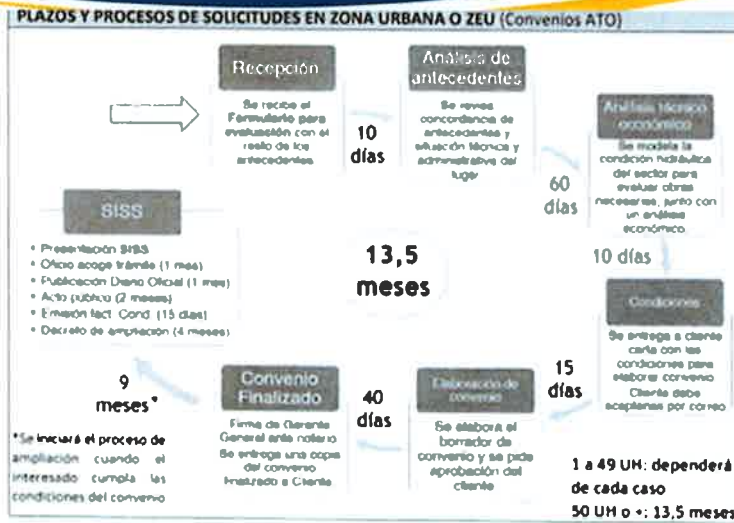 PLAZOS Y PROCESOS DE SOLICITUDES EN ZONA URBANA O ZEU (Convenios ATO)
Recepción
Se recibe el
Formulario para
evaluación con el
resto de los
antecedentes
10
días
Análisis de
antecedentes
Se revisa
concordancia de
antecedentes y
situación técnica y
administrativa del
lugar
60
días
Análisis técnico
económico
Se modela la
condición hidráulica
del sector para
evaluar obras
necesarias, junto con
un análisis
económico
10 días
Condiciones
Se entrega a cliente
carta con las
condiciones para
elaborar convenio
Cliente debe
aceptarlas por correo
15
días
Elaboración de
convenio
Se elabora el
borrador de
convenio y se pide
aprobación del
cliente
40
días
Convenio
Finalizado
Firma de Gerente
General ante notario
Se entrega una copia
del convenio
finalizado a Cliente
9
meses*
SISS
• Presentación SISS
• Oficio acoge trámite (1 mes)
• Publicación Diario Oficial (1 mes)
• Acto público (2 meses)
• Emisión fact. Cond. (15 días)
• Decreto de ampliación (4 meses)
13,5
meses
*Se iniciará el proceso de
ampliación cuando el
interesado cumpla las
condiciones del convenio
1 a 49 UH: dependerá
de cada caso
50 UH o +: 13,5 meses